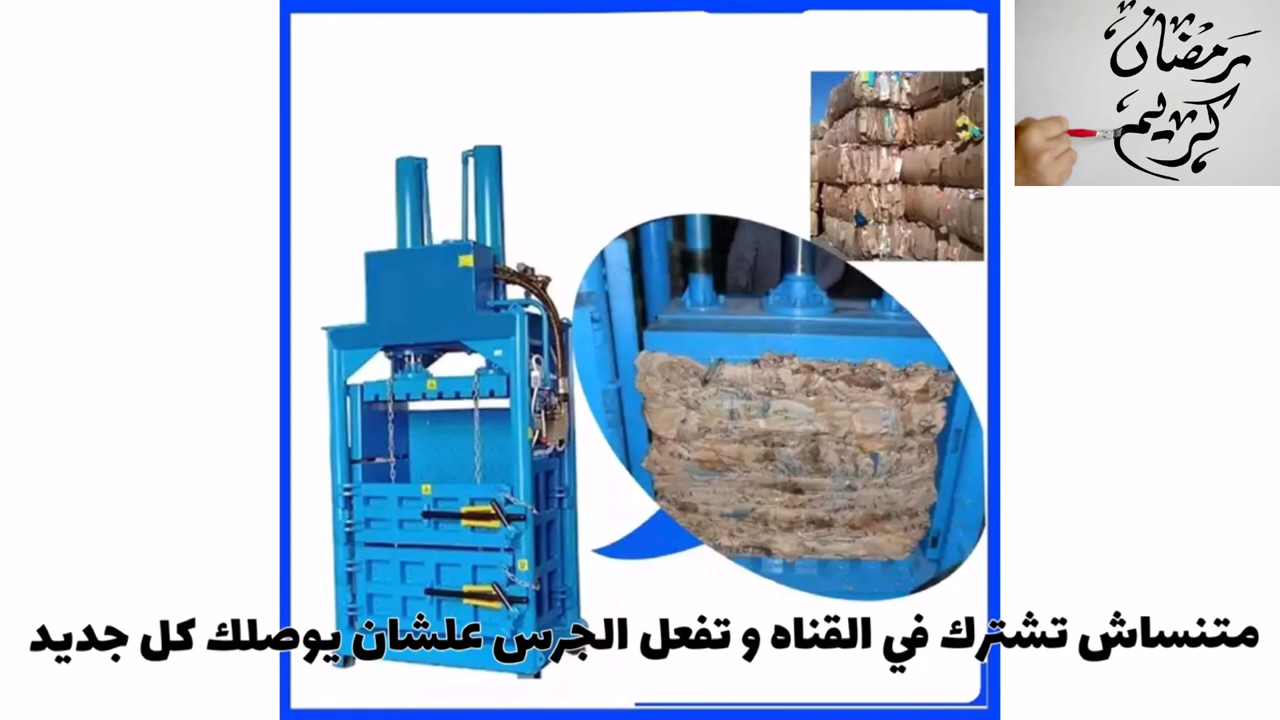 رمضان
كريم
متنساش تشترك في القناه و تفعل الجرس علشان يوصلك كل جديد